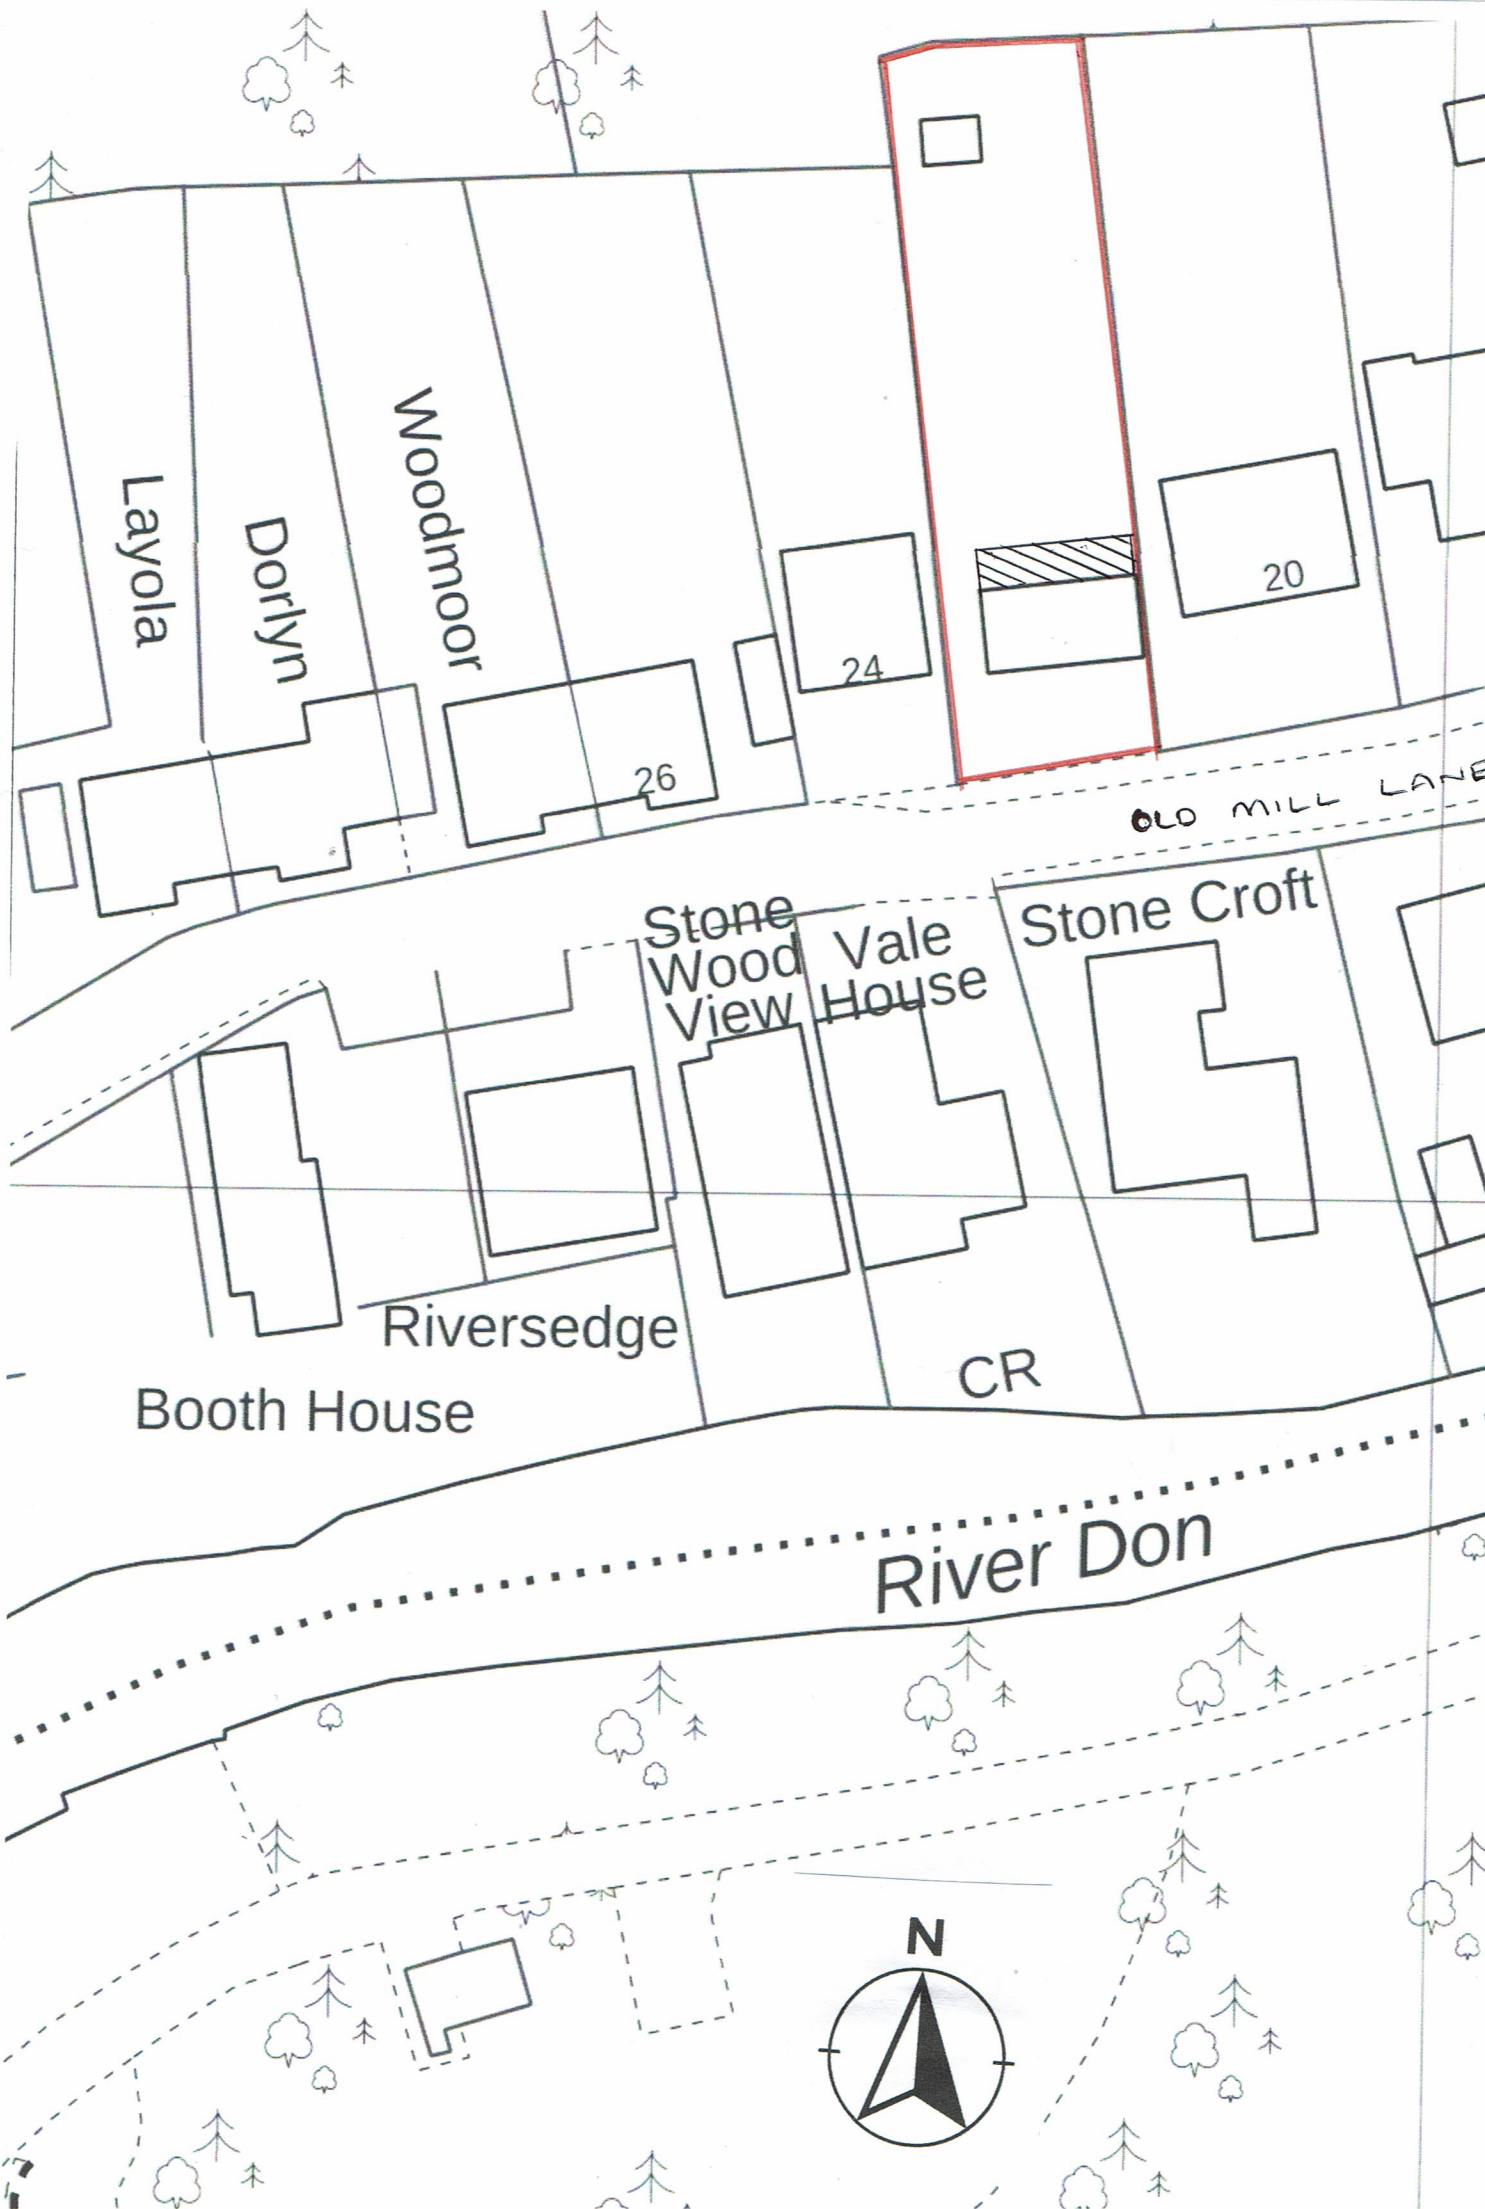 Layola
Dorlyn
Woodmoor
20
24
26
OLD MILL LANE
Stone Croft
Stone
Wood
View
Vale
House
Riversedge
CR
Booth House
River Don
N